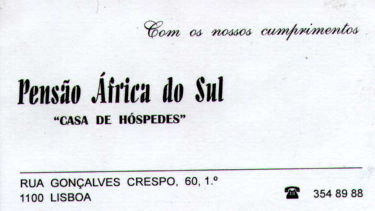 Com os nossos cumprimentos
Pensão África do Sul
"CASA DE HÓSPEDES"
RUA GONÇALVES CRESPO, 60, 1.º
1100 LISBOA
☎ 354 89 88